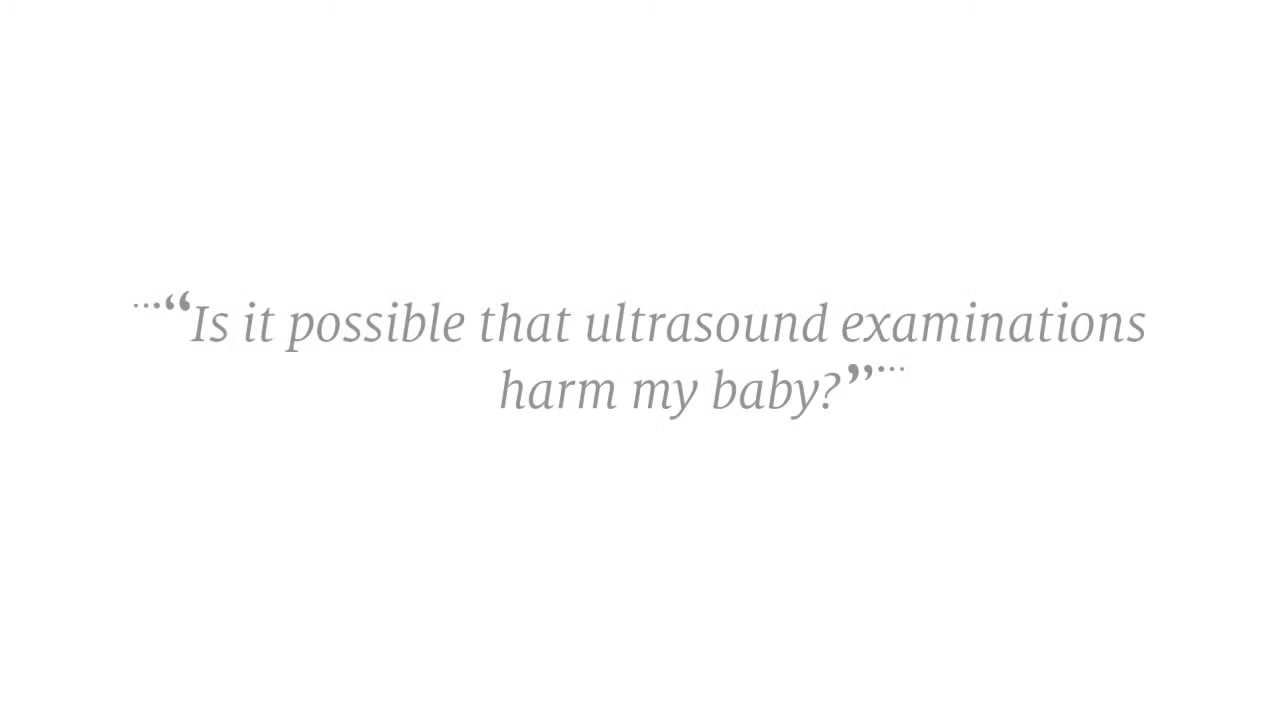 “Is it possible that ultrasound examinations
harm my baby?”